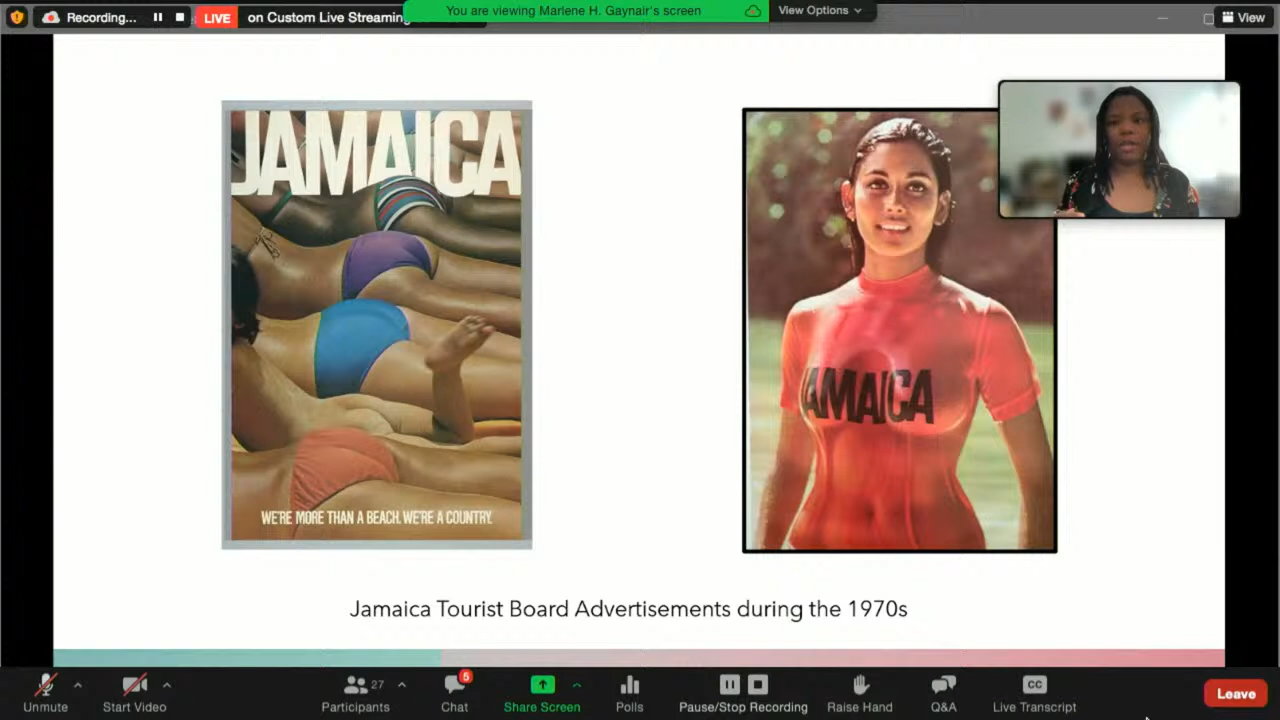 Recording...
LIVE
on Custom Live Streaming
You are viewing Marlene H. Gaynair's screen
View Options
View
JAMAICA
WE'RE MORE THAN A BEACH. WE'RE A COUNTRY.
AMAICA
Jamaica Tourist Board Advertisements during the 1970s
Unmute
Start Video
27
Participants
5
Chat
Share Screen
Polls
Pause/Stop Recording
Raise Hand
Q&A
CC
Live Transcript
Leave